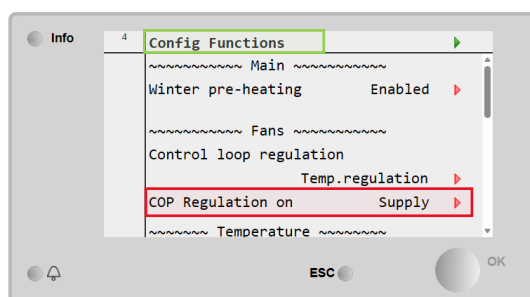 Info
4 Config Functions
~~~~~~~~~~~ Main ~~~~~~~~~~~
Winter pre-heating Enabled
~~~~~~~~~~~ Fans ~~~~~~~~~~~
Control loop regulation
Temp.regulation
COP Regulation on Supply
~~~~~~~ Temperature ~~~~~~~~
OK
ESC